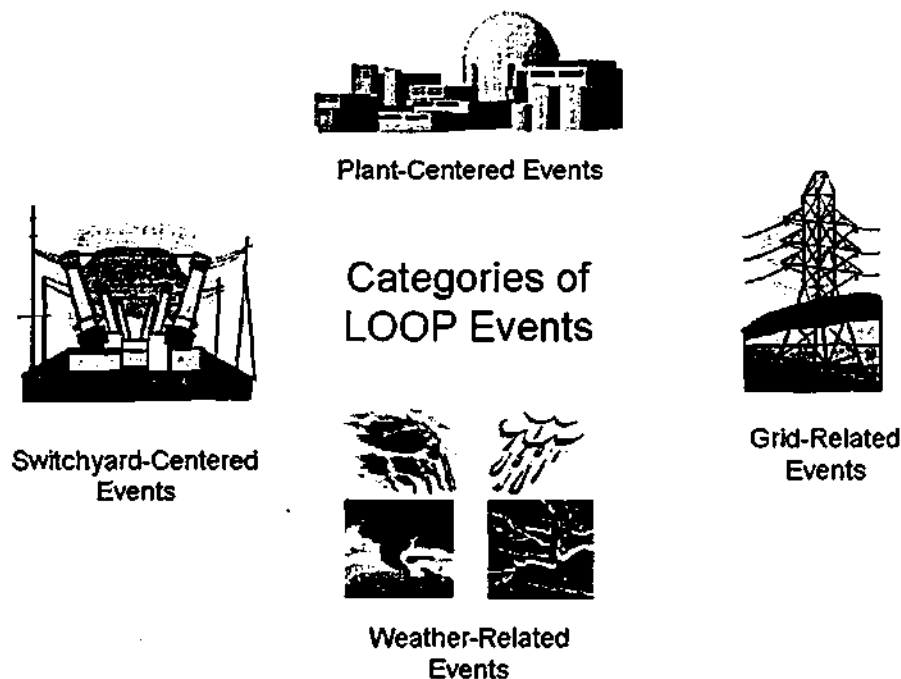 Plant-Centered Events
Categories of
LOOP Events
Switchyard-Centered
Events
Grid-Related
Events
Weather-Related
Events